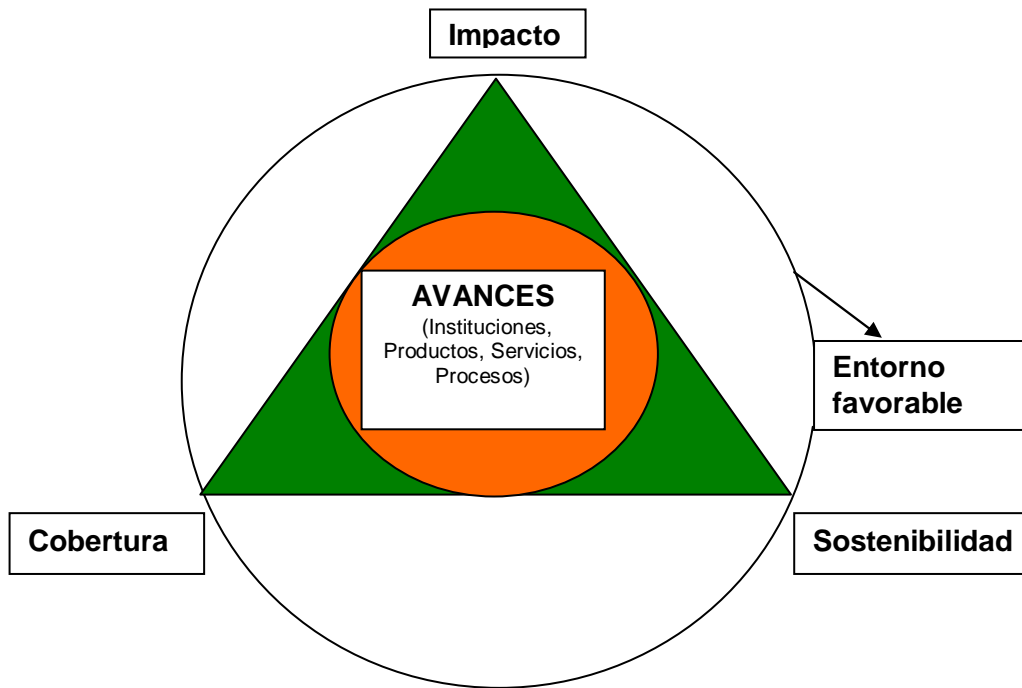 Impacto
AVANCES
(Instituciones,
Productos, Servicios,
Procesos)
Entorno
favorable
Cobertura
Sostenibilidad